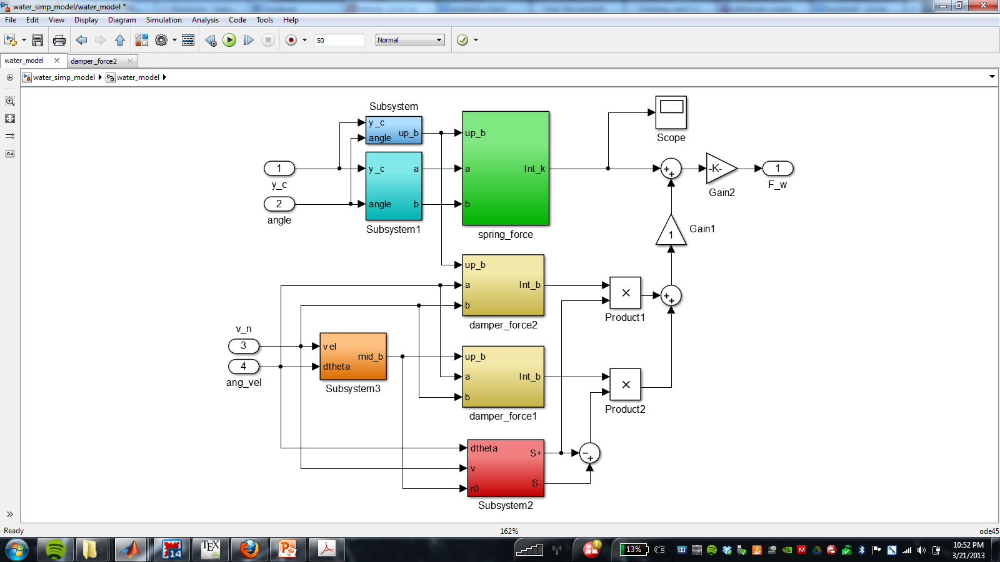 water_simp_model/water_model *
File Edit View Display Diagram Simulation Analysis Code Tools Help
50 Normal
water_model damper_force2
water_simp_model water_model
Subsystem
y_c
angle
up_b
1
y_c
2
angle
y_c
angle
a
b
Subsystem1
up_b
a
b
Int_k
spring_force
Scope
+
+
-K-
Gain2
1
F_w
1
Gain1
up_b
a
b
Int_b
damper_force2
×
Product1
+
+
v_n
3
4
ang_vel
vel
dtheta
mid_b
Subsystem3
up_b
a
b
Int_b
damper_force1
×
Product2
dtheta
v
r0
S+
S-
Subsystem2
−
+
Ready 162% ode45
14 TEX 13%
10:52 PM
3/21/2013